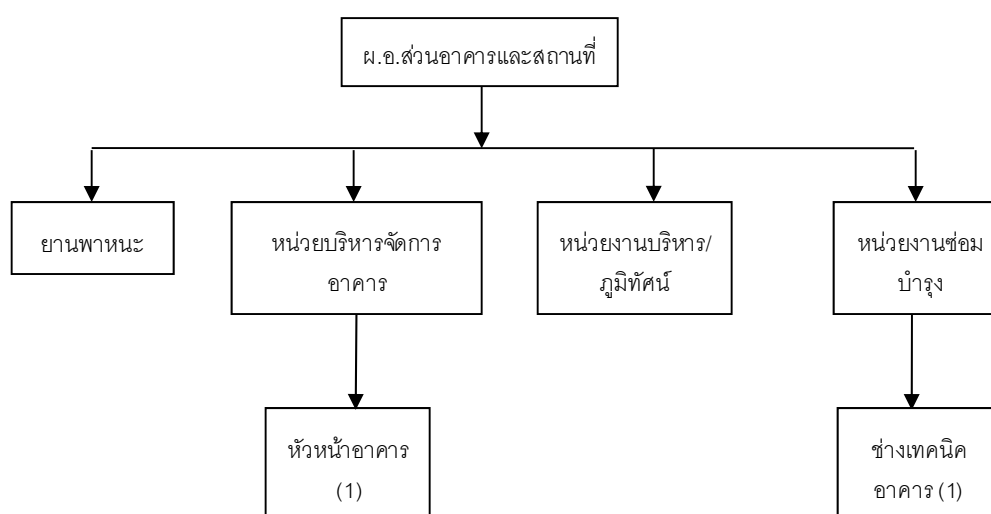 ผ.อ.ส่วนอาคารและสถานที่
ยานพาหนะ
หน่วยบริหารจัดการ
อาคาร
หน่วยงานบริหาร/
ภูมิทัศน์
หน่วยงานซ่อม
บำรุง
หัวหน้าอาคาร
(1)
ช่างเทคนิค
อาคาร (1)